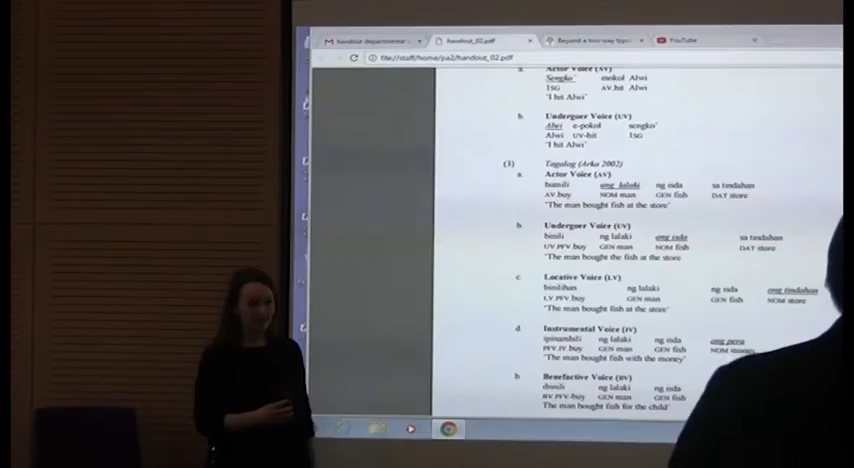 handout departmental
handout_02.pdf
Beyond a four-way typo
YouTube
file://staff/home/pa2/handout_02.pdf
a. Actor Voice (AV)
Sengko' mokol Alwi
1SG AV.hit Alwi
'I hit Alwi'
b. Undergoer Voice (UV)
Alwi e-pokol sengko'
Alwi UV-hit 1SG
'I hit Alwi'
(3) Tagalog (Arka 2002)
a. Actor Voice (AV)
bumili ang lalaki ng isda sa tindahan
AV.buy NOM man GEN fish DAT store
'The man bought fish at the store'
b Undergoer Voice (UV)
binili ng lalaki ang isda sa tindahan
UV.PFV.buy GEN man NOM fish DAT store
'The man bought the fish at the store
c. Locative Voice (LV)
binilihan ng lalaki ng isda ang tindahan
LV.PFV.buy GEN man GEN fish NOM store
'The man bought fish at the store'
d. Instrumental Voice (IV)
ipinambili ng lalaki ng isda ang pera
PFV.IV.buy GEN man GEN fish NOM money
'The man bought fish with the money'
b Benefactive Voice (BV)
ibinili ng lalaki ng isda
BV.PFV-buy GEN man GEN fish
The man bought fish for the child'